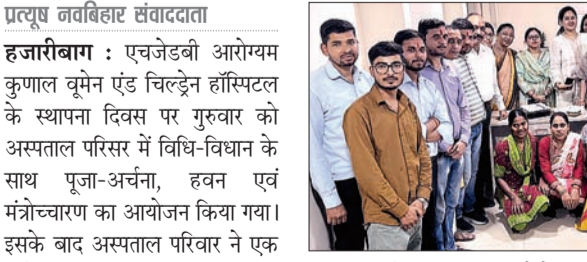 प्रत्यूष नवबिहार संवाददाता
हजारीबाग : एचजेडबी आरोग्यम
कुणाल वूमेन एंड चिल्ड्रेन हॉस्पिटल
के स्थापना दिवस पर गुरुवार को
अस्पताल परिसर में विधि-विधान के
साथ पूजा-अर्चना, हवन एवं
मंत्रोच्चारण का आयोजन किया गया।
इसके बाद अस्पताल परिवार ने एक